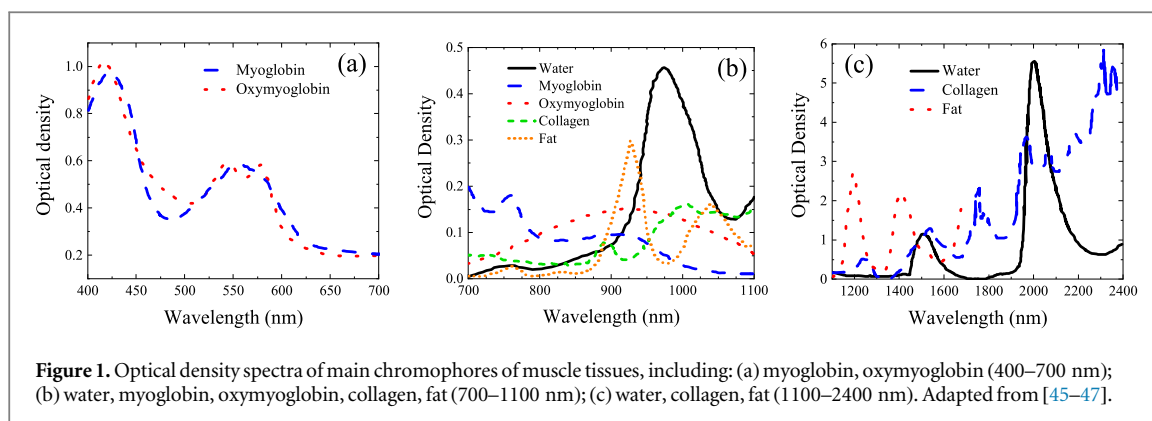 (a)
Myoglobin
Oxymyoglobin
1.0
0.8
0.6
0.4
0.2
Optical density
400 450 500 550 600 650 700
Wavelength (nm)
(b)
Water
Myoglobin
Oxymyoglobin
Collagen
Fat
0.5
0.4
0.3
0.2
0.1
0.0
Optical Density
700 800 900 1000 1100
Wavelength (nm)
(c)
Water
Collagen
Fat
6
5
4
3
2
1
0
Optical Density
1200 1400 1600 1800 2000 2200 2400
Wavelength (nm)
Figure 1. Optical density spectra of main chromophores of muscle tissues, including: (a) myoglobin, oxymyoglobin (400–700 nm);
(b) water, myoglobin, oxymyoglobin, collagen, fat (700–1100 nm); (c) water, collagen, fat (1100–2400 nm). Adapted from [45–47].